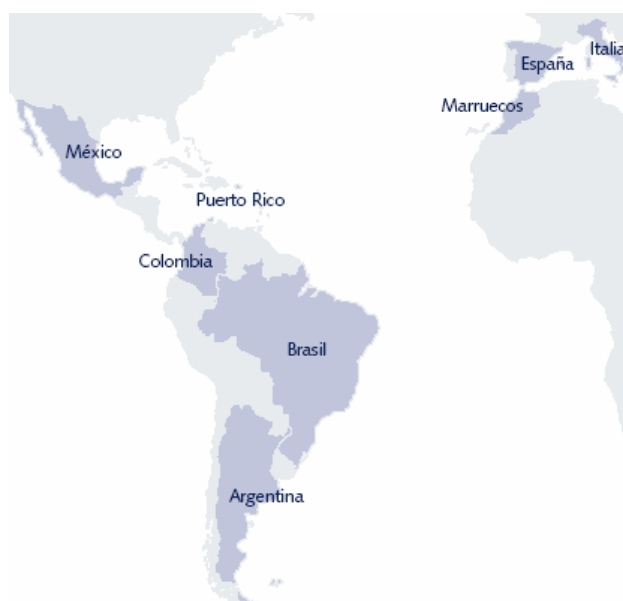 Italia
España
Marruecos
México
Puerto Rico
Colombia
Brasil
Argentina